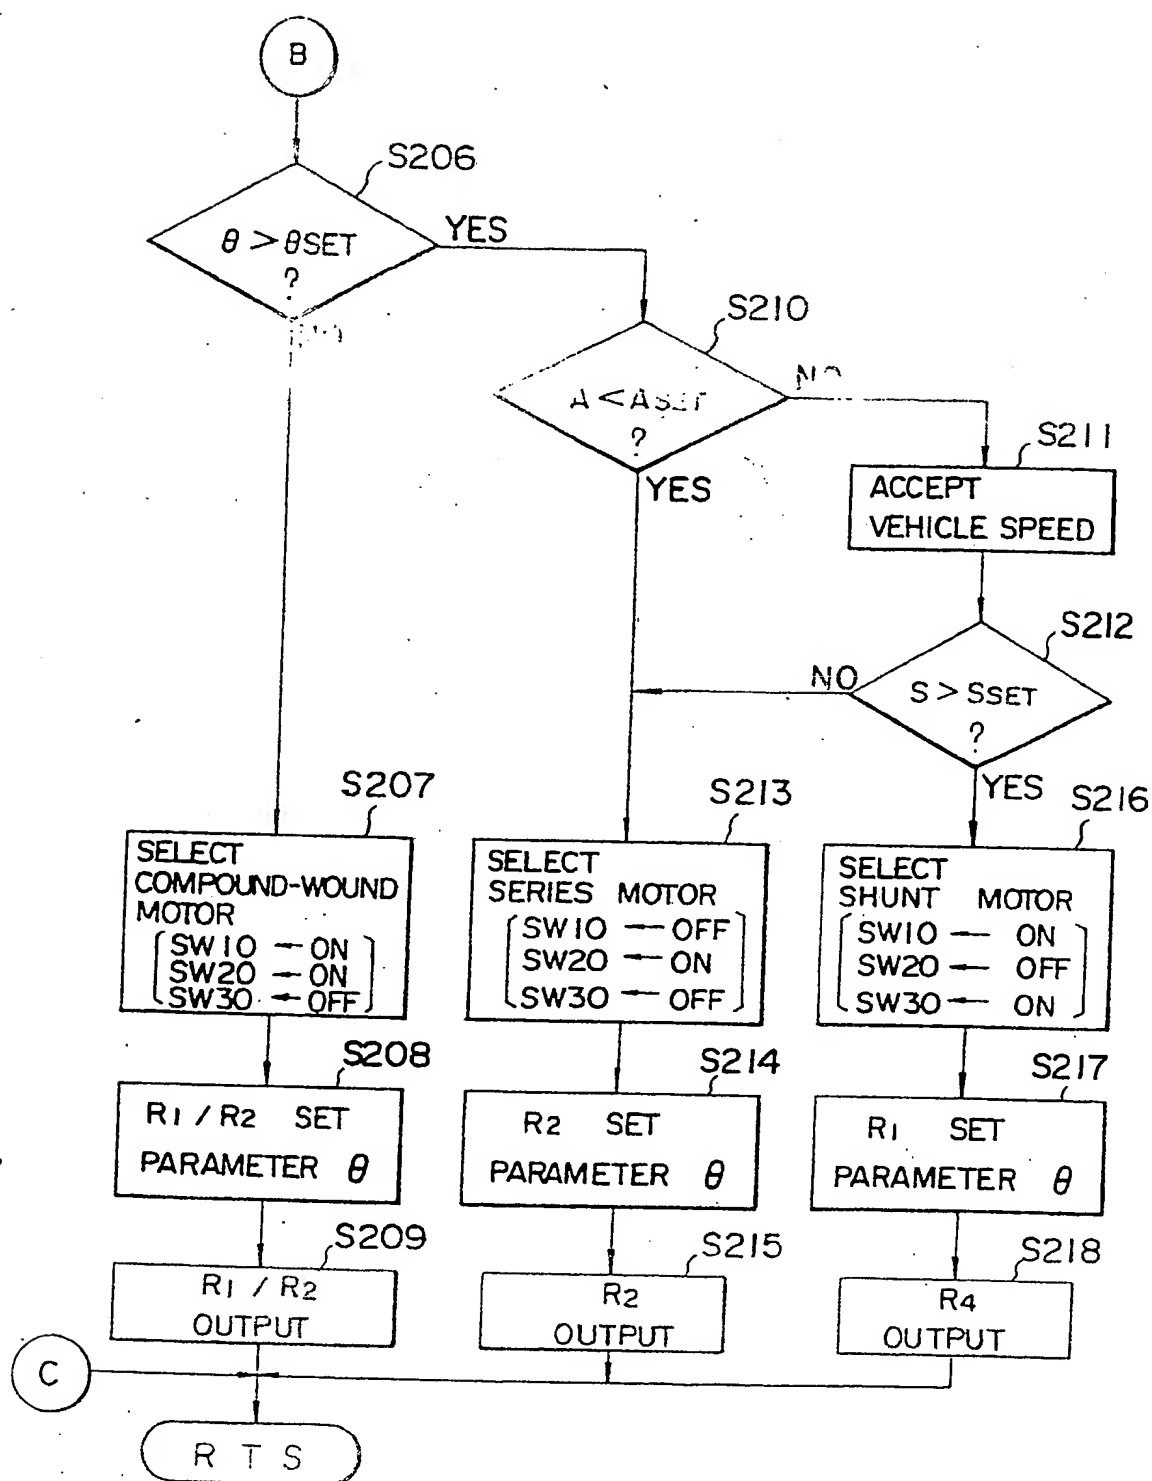 B
S206
θ > θSET
?
YES
S210
A < ASET
?
YES
S211
ACCEPT
VEHICLE SPEED
S212
S > SSET
?
NO
YES
S207
SELECT
COMPOUND-WOUND
MOTOR
SW10 ← ON
SW20 ← ON
SW30 ← OFF
S213
SELECT
SERIES MOTOR
SW10 ← OFF
SW20 ← ON
SW30 ← OFF
S216
SELECT
SHUNT MOTOR
SW10 ← ON
SW20 ← OFF
SW30 ← ON
S208
R1 / R2 SET
PARAMETER θ
S214
R2 SET
PARAMETER θ
S217
R1 SET
PARAMETER θ
S209
R1 / R2
OUTPUT
S215
R2
OUTPUT
S218
R4
OUTPUT
C
RTS